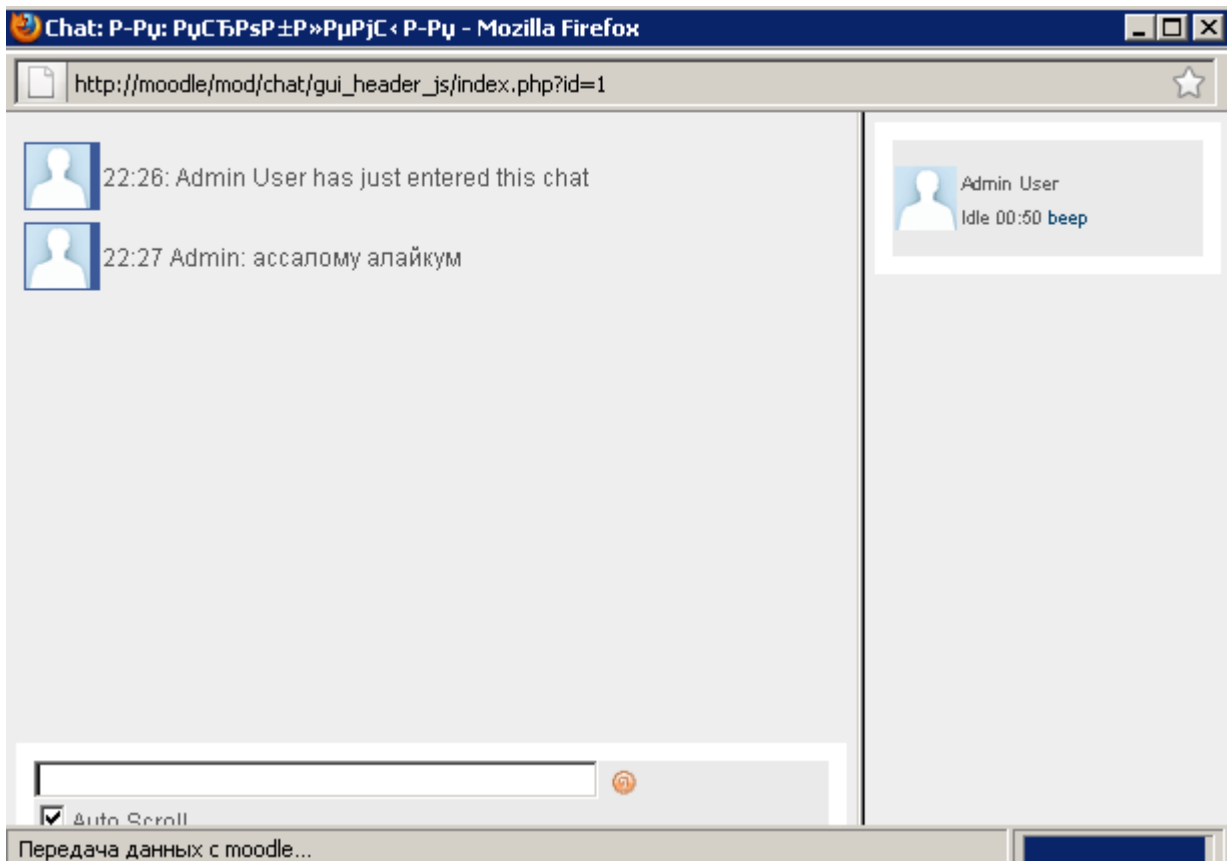 Chat: Р-Рџ: РџСЂРѕР±Р»РµРјС‹ Р-Рџ - Mozilla Firefox
http://moodle/mod/chat/gui_header_js/index.php?id=1
22:26: Admin User has just entered this chat
22:27 Admin: ассалому алайкум
Admin User
Idle 00:50 beep
Auto Scroll
Передача данных с moodle...